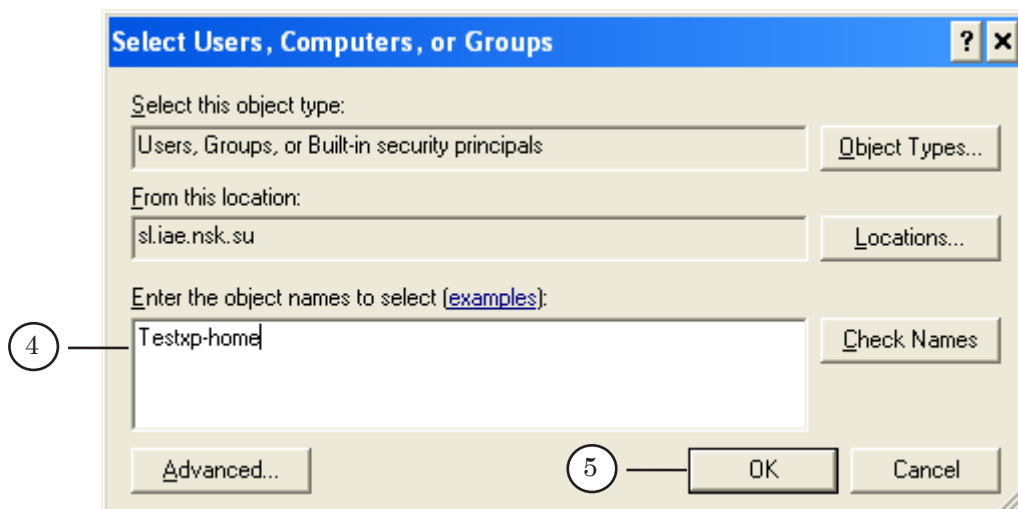 Select Users, Computers, or Groups
Select this object type:
Users, Groups, or Built-in security principals
Object Types...
From this location:
sl.iae.nsk.su
Locations...
Enter the object names to select (examples):
4
Testxp-home
Check Names
Advanced...
5
OK
Cancel